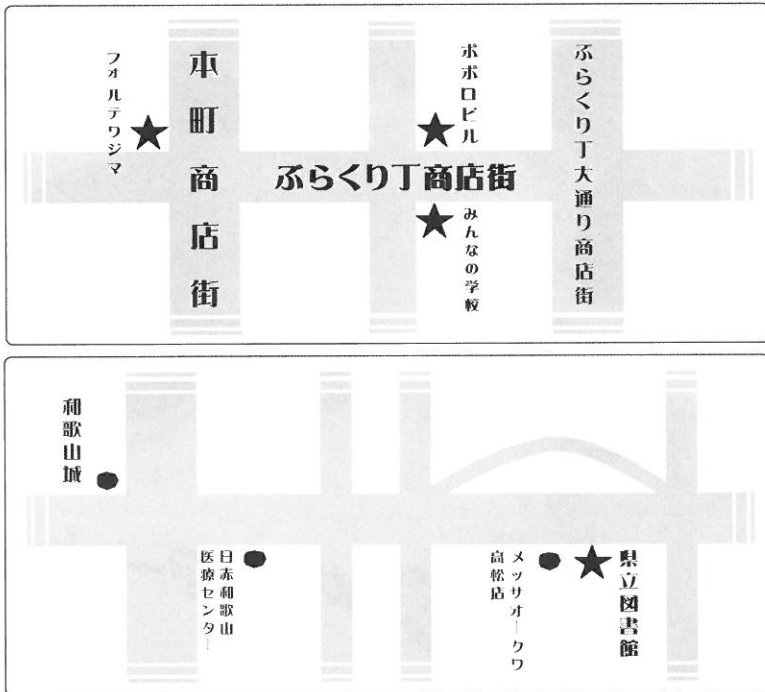 フォルテワジマ
本町商店街
ぶらくり丁商店街
ポポロビル
みんなの学校
ぶらくり丁大通り商店街
和歌山城
日赤和歌山
医療センター
メッサオークワ
高松店
県立図書館